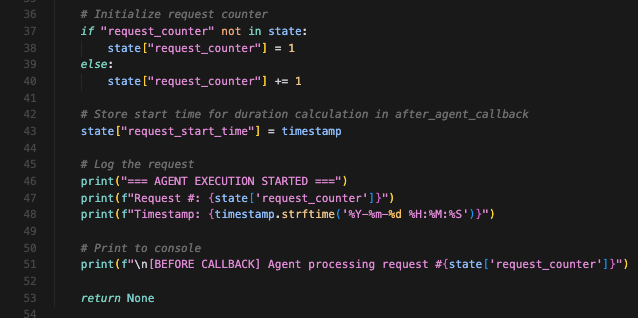 36 # Initialize request counter
37 if "request_counter" not in state:
38 state["request_counter"] = 1
39 else:
40 state["request_counter"] += 1
41
42 # Store start time for duration calculation in after_agent_callback
43 state["request_start_time"] = timestamp
44
45 # Log the request
46 print("=== AGENT EXECUTION STARTED ===")
47 print(f"Request #: {state['request_counter']}")
48 print(f"Timestamp: {timestamp.strftime('%Y-%m-%d %H:%M:%S')}")
49
50 # Print to console
51 print(f"\n[BEFORE CALLBACK] Agent processing request #{state['request_counter']}")
52
53 return None
54